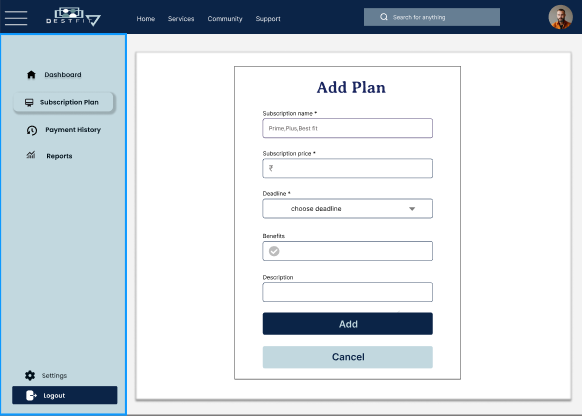 DESTFI
Home Services Community Support
Search for anything
Dashboard
Subscription Plan
Payment History
Reports
Settings
Logout
Add Plan
Subscription name *
Prime,Plus,Best fit
Subscription price *
₹
Deadline *
choose deadline
Benefits
Description
Add
Cancel